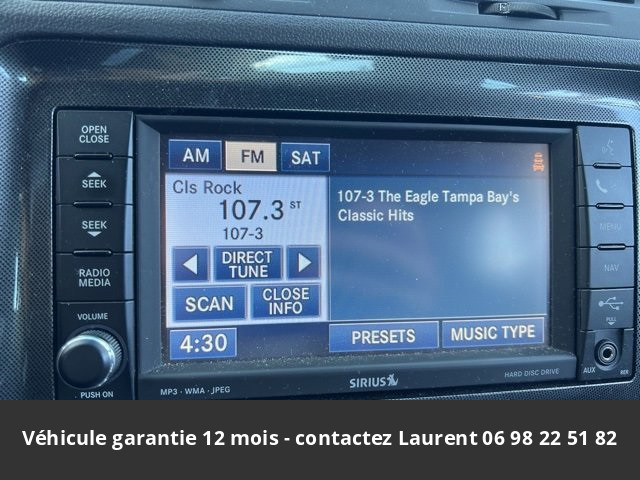 OPEN
CLOSE
SEEK
SEEK
RADIO
MEDIA
VOLUME
PUSH ON
AM
FM
SAT
Cls Rock
107.3 ST
107-3
DIRECT
TUNE
SCAN
CLOSE
INFO
4:30
107-3 The Eagle Tampa Bay's
Classic Hits
PRESETS
MUSIC TYPE
MP3 · WMA · JPEG
SIRIUS
HARD DISC DRIVE
MENU
NAV
PULL
AUX
Véhicule garantie 12 mois - contactez Laurent 06 98 22 51 82